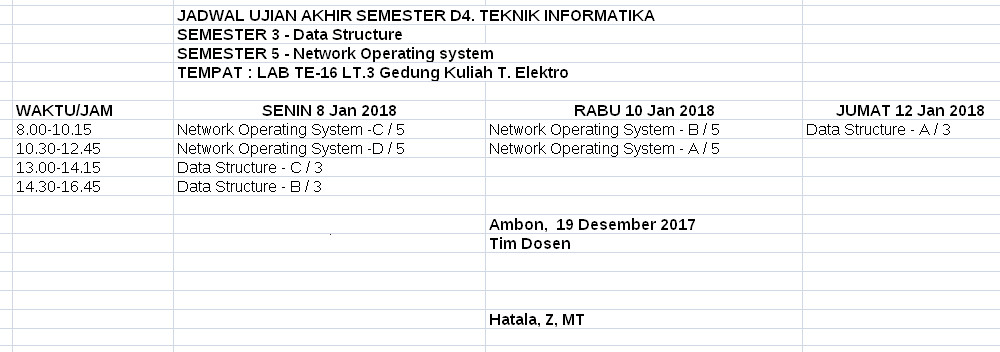 JADWAL UJIAN AKHIR SEMESTER D4. TEKNIK INFORMATIKA
SEMESTER 3 - Data Structure
SEMESTER 5 - Network Operating system
TEMPAT : LAB TE-16 LT.3 Gedung Kuliah T. Elektro
WAKTU/JAM SENIN 8 Jan 2018 RABU 10 Jan 2018 JUMAT 12 Jan 2018
8.00-10.15 Network Operating System -C / 5 Network Operating System - B / 5 Data Structure - A / 3
10.30-12.45 Network Operating System -D / 5 Network Operating System - A / 5
13.00-14.15 Data Structure - C / 3
14.30-16.45 Data Structure - B / 3
Ambon, 19 Desember 2017
Tim Dosen
Hatala, Z, MT